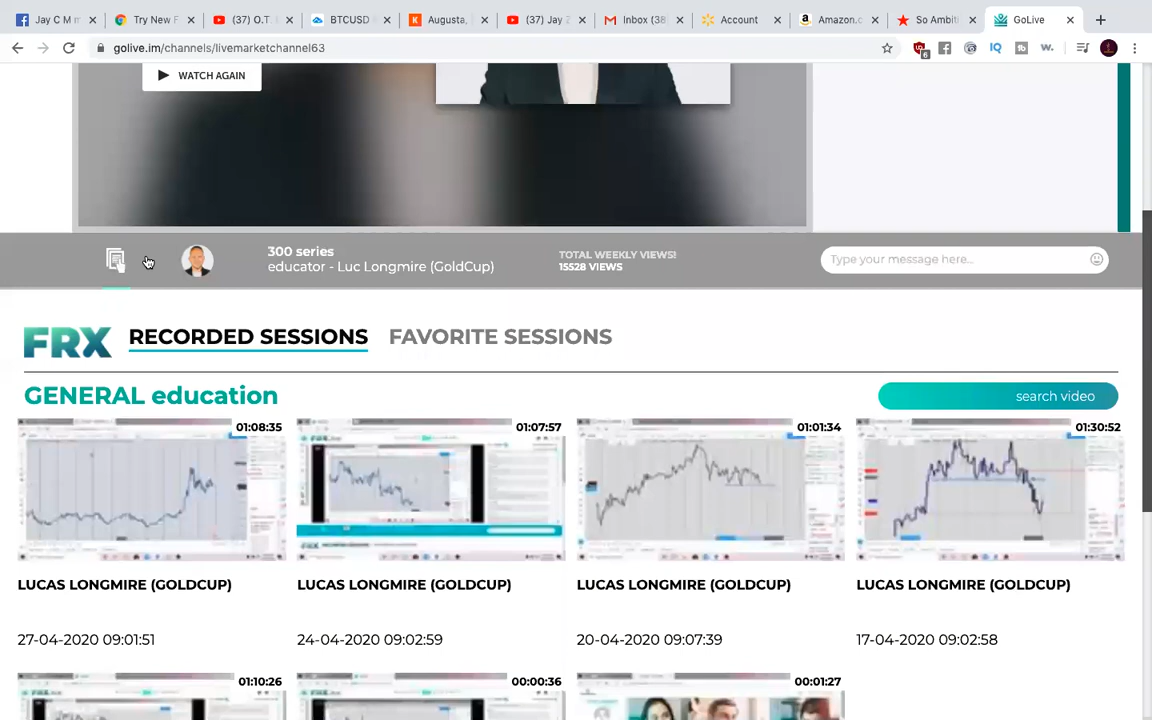 Jay C M m
Try New F
(37) O.T.
BTCUSD
Augusta,
(37) Jay Z
Inbox (38
Account
Amazon.c
So Ambiti
GoLive
golive.im/channels/livemarketchannel63
6
IQ
WATCH AGAIN
300 series
educator - Luc Longmire (GoldCup)
TOTAL WEEKLY VIEWS!
15528 VIEWS
Type your message here...
FRX
RECORDED SESSIONS
FAVORITE SESSIONS
GENERAL education
search video
01:08:35
01:07:57
01:01:34
01:30:52
LUCAS LONGMIRE (GOLDCUP)
LUCAS LONGMIRE (GOLDCUP)
LUCAS LONGMIRE (GOLDCUP)
LUCAS LONGMIRE (GOLDCUP)
27-04-2020 09:01:51
24-04-2020 09:02:59
20-04-2020 09:07:39
17-04-2020 09:02:58
01:10:26
00:00:36
00:01:27